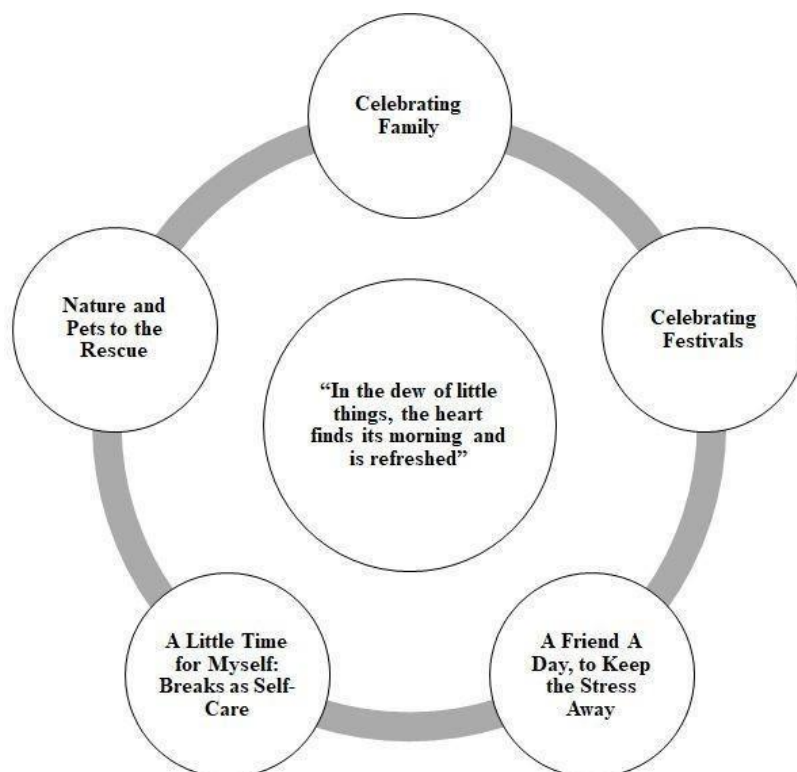 Celebrating
Family
Nature and
Pets to the
Rescue
Celebrating
Festivals
“In the dew of little
things, the heart
finds its morning and
is refreshed”
A Little Time
for Myself:
Breaks as Self-
Care
A Friend A
Day, to Keep
the Stress
Away